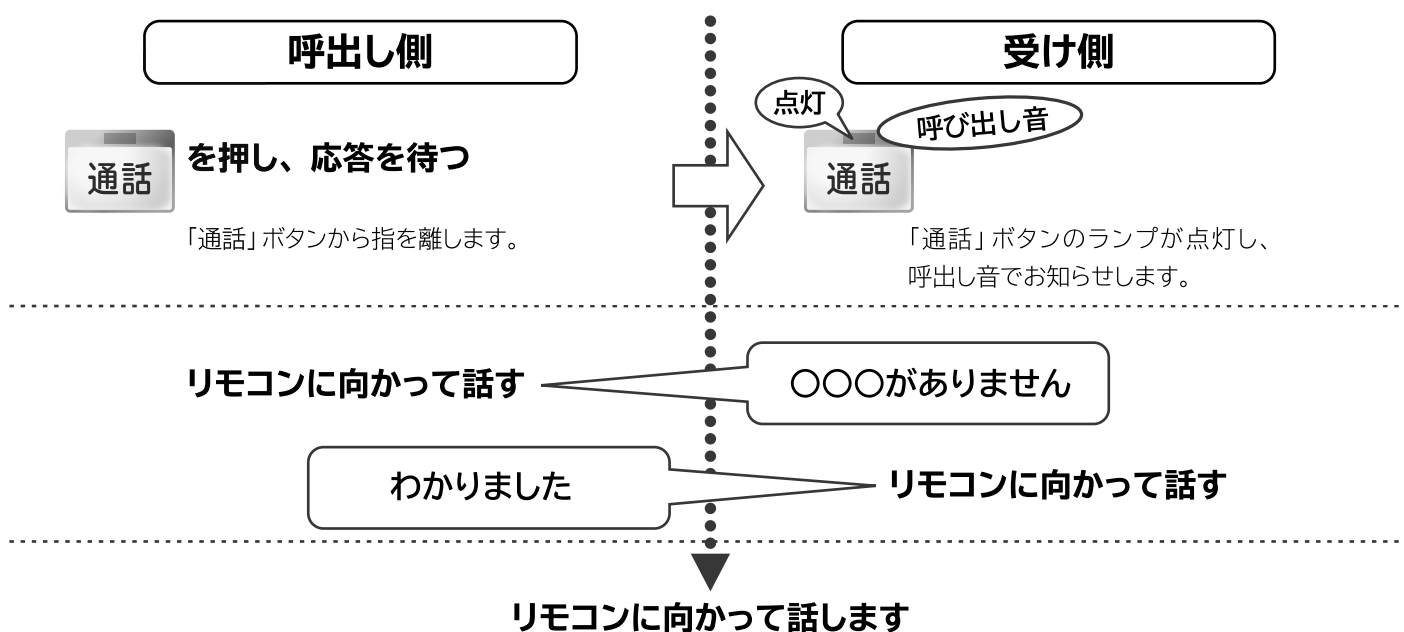 呼出し側
受け側
点灯
呼び出し音
通話
を押し、応答を待つ
通話
「通話」ボタンから指を離します。
「通話」ボタンのランプが点灯し、
呼出し音でお知らせします。
リモコンに向かって話す
〇〇〇がありません
わかりました
リモコンに向かって話す
リモコンに向かって話します